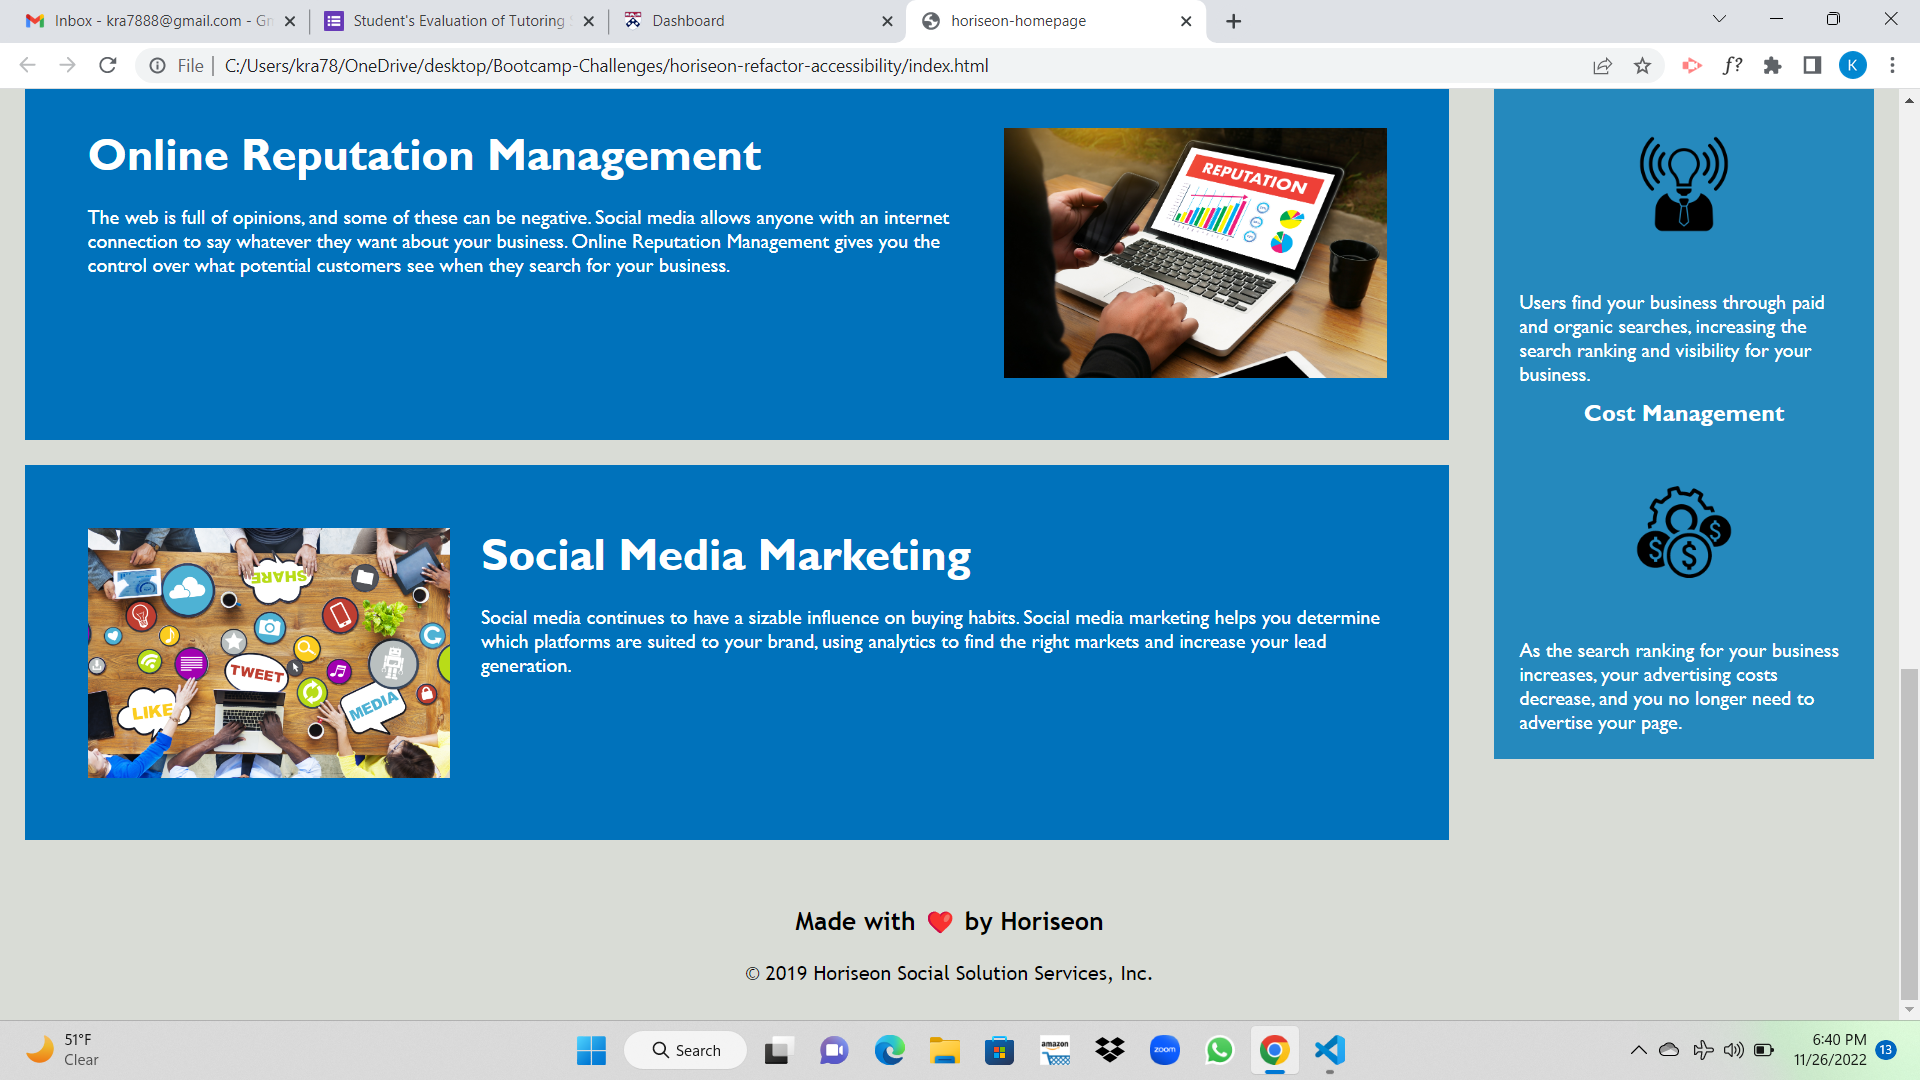 Inbox - kra7888@gmail.com - Gm
Student's Evaluation of Tutoring
Dashboard
horiseon-homepage
File
C:/Users/kra78/OneDrive/desktop/Bootcamp-Challenges/horiseon-refactor-accessibility/index.html
f?
K
Online Reputation Management
The web is full of opinions, and some of these can be negative. Social media allows anyone with an internet
connection to say whatever they want about your business. Online Reputation Management gives you the
control over what potential customers see when they search for your business.
REPUTATION
Social Media Marketing
Social media continues to have a sizable influence on buying habits. Social media marketing helps you determine
which platforms are suited to your brand, using analytics to find the right markets and increase your lead
generation.
SHARE
TWEET
LIKE
MEDIA
Users find your business through paid
and organic searches, increasing the
search ranking and visibility for your
business.
Cost Management
$ $ $
As the search ranking for your business
increases, your advertising costs
decrease, and you no longer need to
advertise your page.
Made with ❤️ by Horiseon
© 2019 Horiseon Social Solution Services, Inc.
51°F
Clear
Search
amazon
zoom
6:40 PM
11/26/2022
13